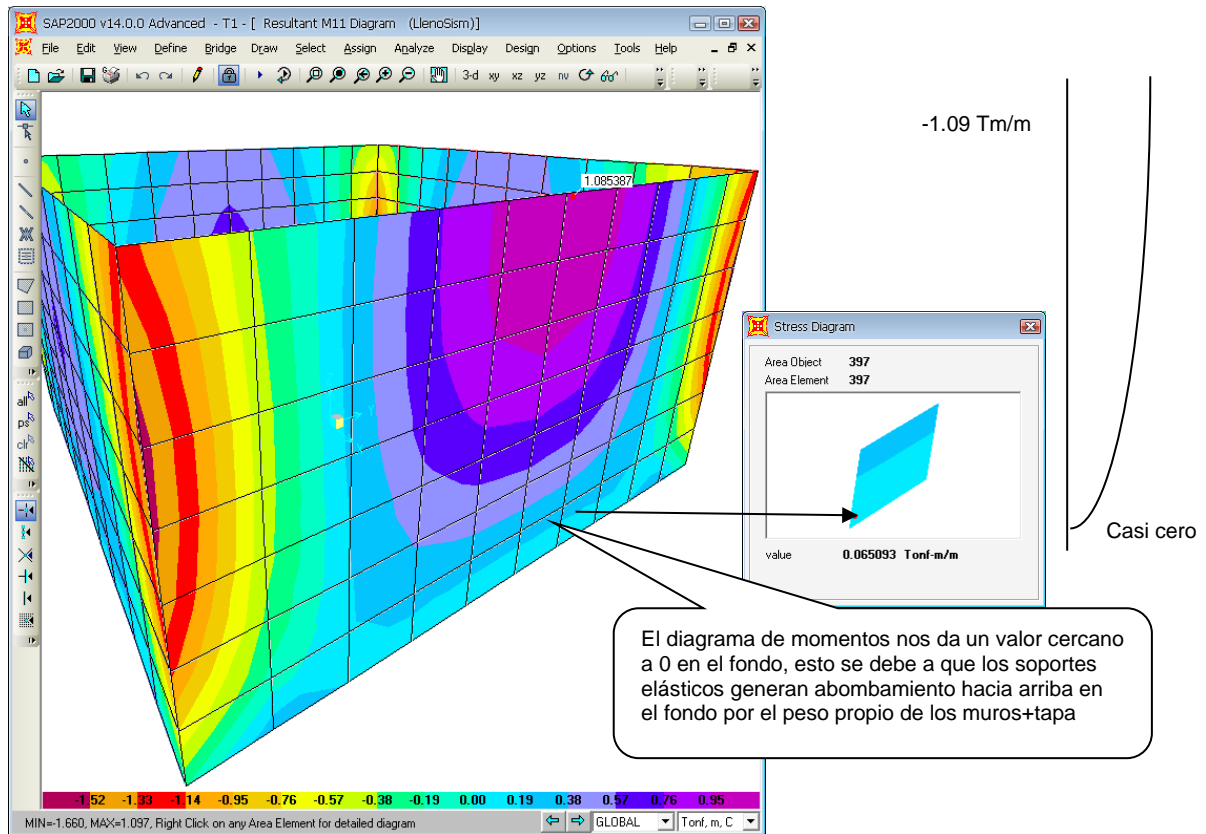 SAP2000 v14.0.0 Advanced - T1 - [ Resultant M11 Diagram (LlenoSism)]
File Edit View Define Bridge Draw Select Assign Analyze Display Design Options Tools Help
3-d xy xz yz nv
all
ps
clr
1.085387
-1.09 Tm/m
Stress Diagram
Area Object 397
Area Element 397
value 0.065093 Tonf-m/m
Casi cero
El diagrama de momentos nos da un valor cercano
a 0 en el fondo, esto se debe a que los soportes
elásticos generan abombamiento hacia arriba en
el fondo por el peso propio de los muros+tapa
-1.52 -1.33 -1.14 -0.95 -0.76 -0.57 -0.38 -0.19 0.00 0.19 0.38 0.57 0.76 0.95
MIN=-1.660, MAX=1.097, Right Click on any Area Element for detailed diagram
GLOBAL
Tonf, m, C